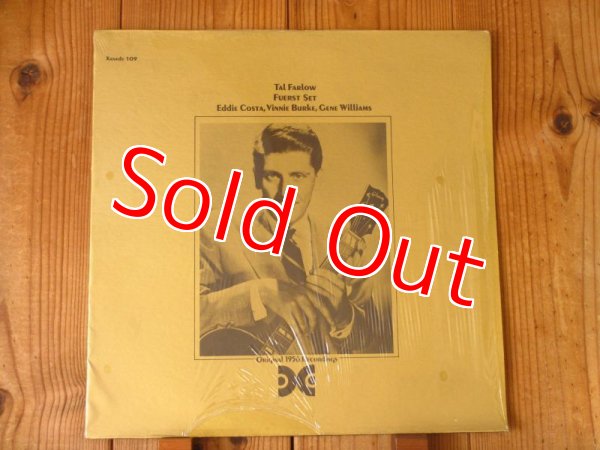 Xanadu 109
Tal Farlow
Fuerst Set
Eddie Costa, Vinnie Burke, Gene Williams
Sold Out
Original 1956 Recordings